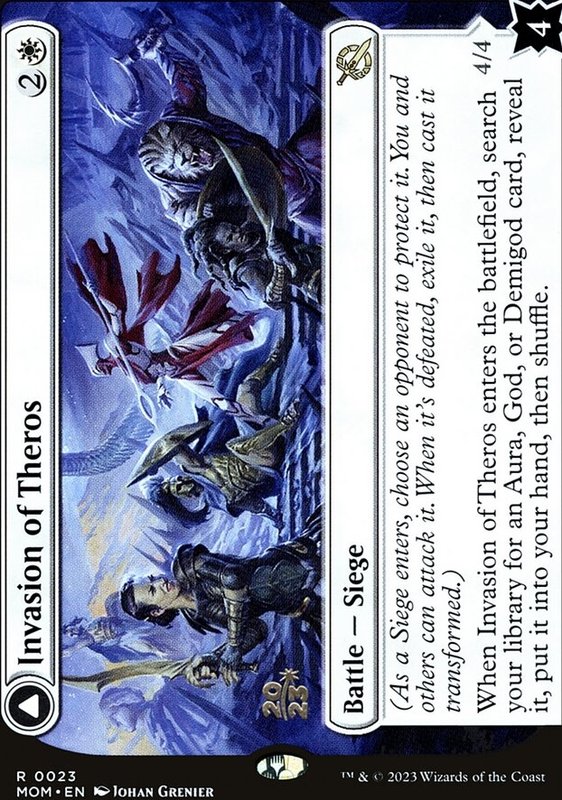 Invasion of Theros
2
2023
Battle — Siege
(As a Siege enters, choose an opponent to protect it. You and
others can attack it. When it's defeated, exile it, then cast it
transformed.)
4/4
When Invasion of Theros enters the battlefield, search
your library for an Aura, God, or Demigod card, reveal
it, put it into your hand, then shuffle.
4
R 0023
MOM • EN Johan Grenier
™ & © 2023 Wizards of the Coast